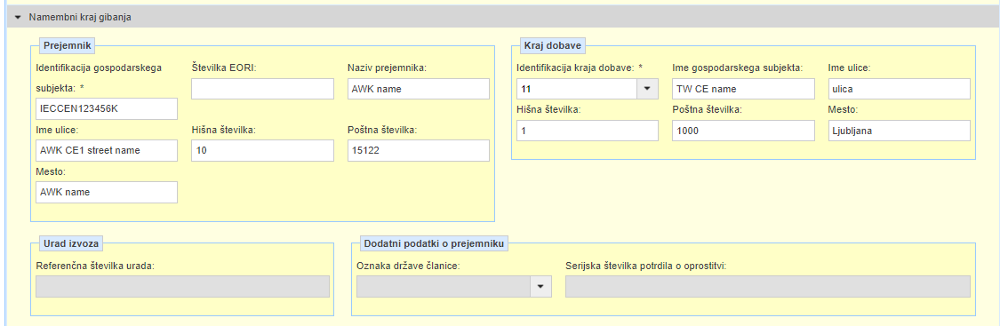 Namembni kraj gibanja
Prejemnik
Identifikacija gospodarskega
subjekta: *
IECCEN123456K
Številka EORI:
Naziv prejemnika:
AWK name
Ime ulice:
AWK CE1 street name
Hišna številka:
10
Poštna številka:
15122
Mesto:
AWK name
Kraj dobave
Identifikacija kraja dobave: *
11
Ime gospodarskega subjekta:
TW CE name
Ime ulice:
ulica
Hišna številka:
1
Poštna številka:
1000
Mesto:
Ljubljana
Urad izvoza
Referenčna številka urada:
Dodatni podatki o prejemniku
Oznaka države članice:
Serijska številka potrdila o oprostitvi: